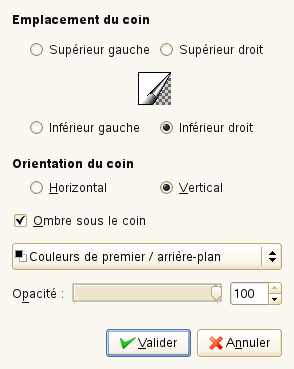 Emplacement du coin
Supérieur gauche Supérieur droit
Inférieur gauche Inférieur droit
Orientation du coin
Horizontal Vertical
Ombre sous le coin
Couleurs de premier / arrière-plan
Opacité : 100
Valider Annuler